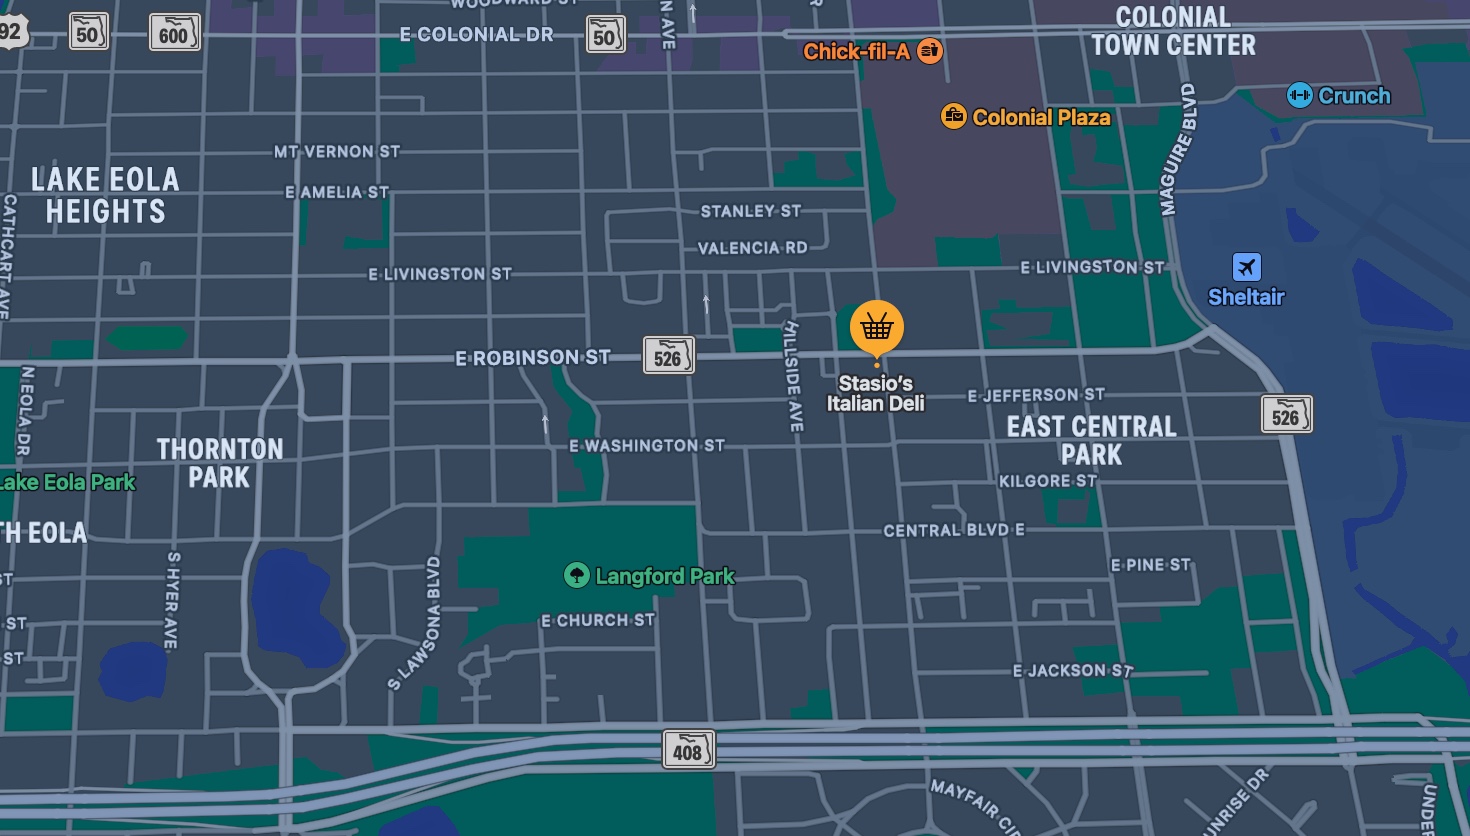 WOODWARD ST
92
50
600
E COLONIAL DR
50
N AVE
COLONIAL
TOWN CENTER
Chick-fil-A
Crunch
Colonial Plaza
MAGUIRE BLVD
MT VERNON ST
LAKE EOLA
HEIGHTS
E AMELIA ST
CATHCART AVE
STANLEY ST
VALENCIA RD
E LIVINGSTON ST
E LIVINGSTON ST
Sheltair
HILLSIDE AVE
E ROBINSON ST
526
Stasio's
Italian Deli
E JEFFERSON ST
526
N EOLA DR
EAST CENTRAL
PARK
THORNTON
PARK
E WASHINGTON ST
Lake Eola Park
KILGORE ST
TH EOLA
CENTRAL BLVD E
E PINE ST
Langford Park
ST
S HYER AVE
S LAWSONA BLVD
E CHURCH ST
ST
ST
E JACKSON ST
408
MAYFAIR CIR
UNRISE DR
UNDER